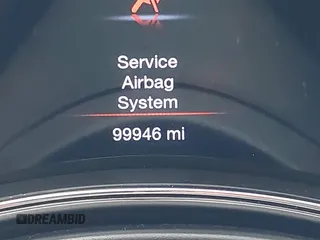 Service
Airbag
System
99946 mi
DREAMBID